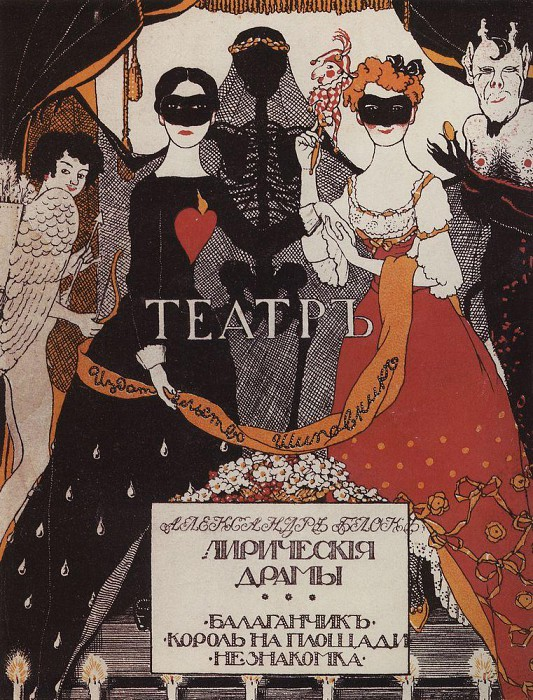 ТЕАТРЪ
Издательство Шиповникъ
АЛЕКСАНДРЪ БЛОКЪ
ЛИРИЧЕСКІЯ
ДРАМЫ
• • •
·БАЛАГАНЧИКЪ·
·КОРОЛЬ НА ПЛОЩАДИ
·НЕЗНАКОМКА·